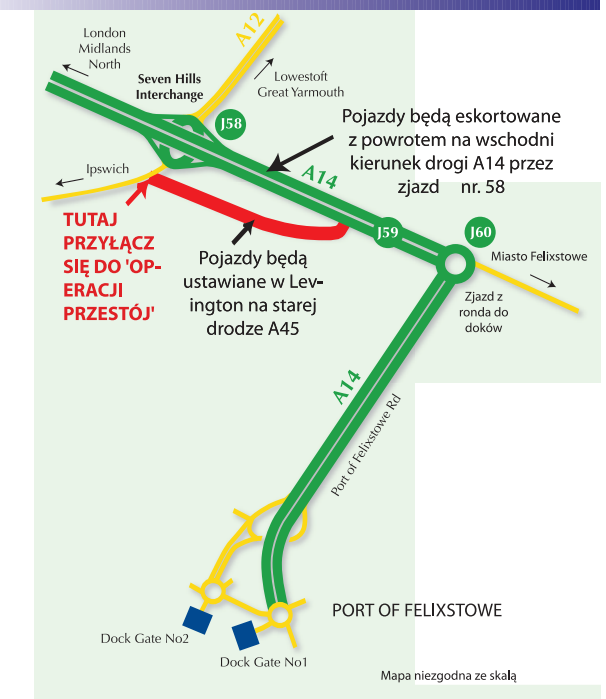 London
Midlands
North
A12
Seven Hills
Interchange
Lowestoft
Great Yarmouth
J58
Pojazdy będą eskortowane
z powrotem na wschodni
kierunek drogi A14 przez
zjazd nr. 58
Ipswich
A14
TUTAJ
PRZYŁĄCZ
SIĘ DO 'OP-
ERACJI
PRZESTÓJ'
Pojazdy będą
ustawiane w Lev-
ington na starej
drodze A45
J59
J60
Miasto Felixstowe
Zjazd z
ronda do
doków
A14
Port of Felixstowe Rd
PORT OF FELIXSTOWE
Dock Gate No2
Dock Gate No1
Mapa niezgodna ze skalą